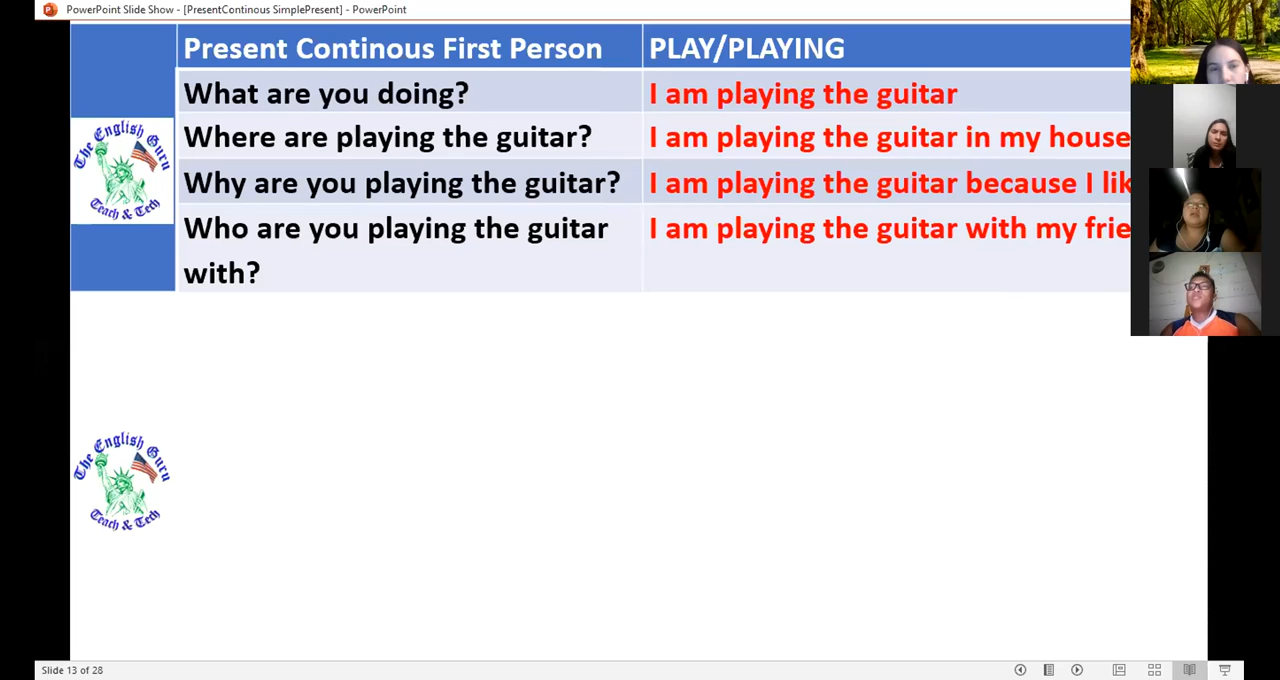 PowerPoint Slide Show - [PresentContinous SimplePresent] - PowerPoint
Present Continous First Person
PLAY/PLAYING
What are you doing?
I am playing the guitar
Where are playing the guitar?
I am playing the guitar in my house
Why are you playing the guitar?
I am playing the guitar because I lik
Who are you playing the guitar
with?
I am playing the guitar with my frie
The English Guru
Teach & Tech
The English Guru
Teach & Tech
Slide 13 of 28